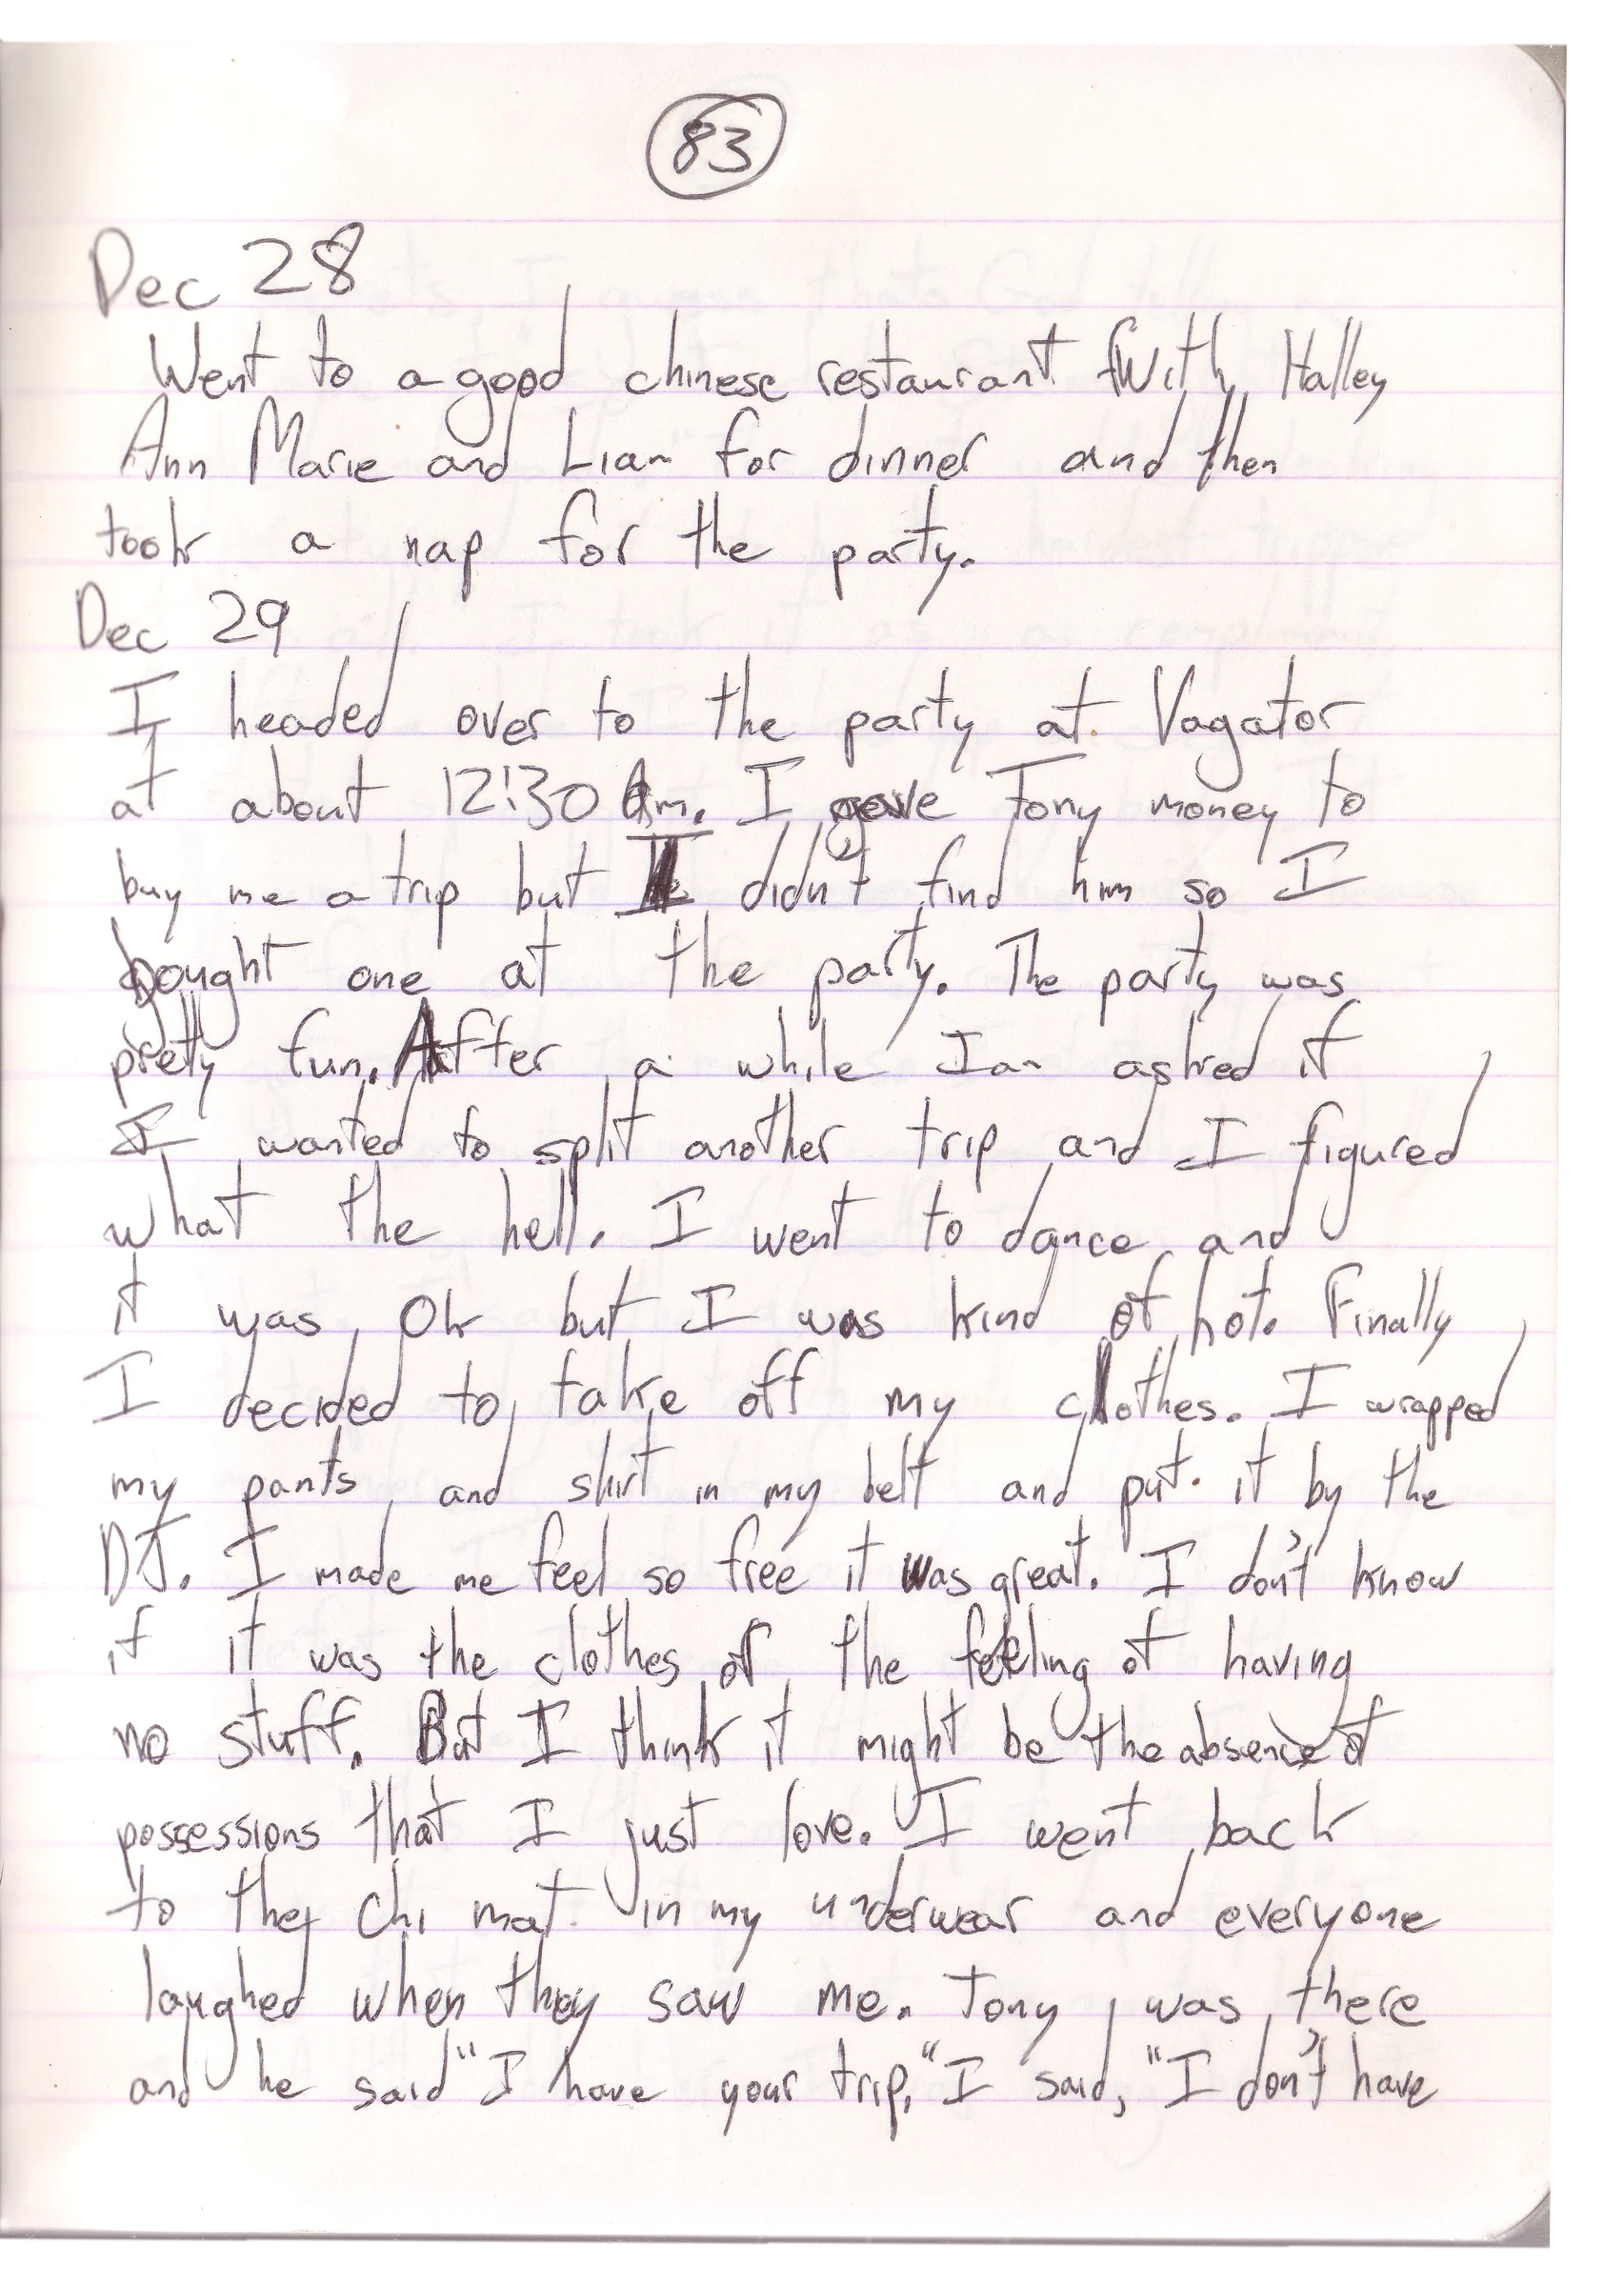 83
Dec 28
Went to a good chinese restaurant with Halley
Ann Marie and Lian for dinner and then
took a nap for the party.
Dec 29
I headed over to the party at Vagator
at about 12:30 Am. I gave Tony money to
buy me a trip but I didn't find him so I
bought one at the party. The party was
pretty fun. After a while Ian asked if
I wanted to split another trip and I figured
what the hell. I went to dance and
it was Ok but I was kind of hot. Finally
I decided to take off my clothes. I wrapped
my pants and shirt in my belt and put it by the
DJ. I made me feel so free it was great. I don't know
if it was the clothes or the feeling of having
no stuff. But I think it might be the absence of
possessions that I just love. I went back
to the chi mat in my underwear and everyone
laughed when they saw me. Tony was there
and he said "I have your trip." I said, "I don't have